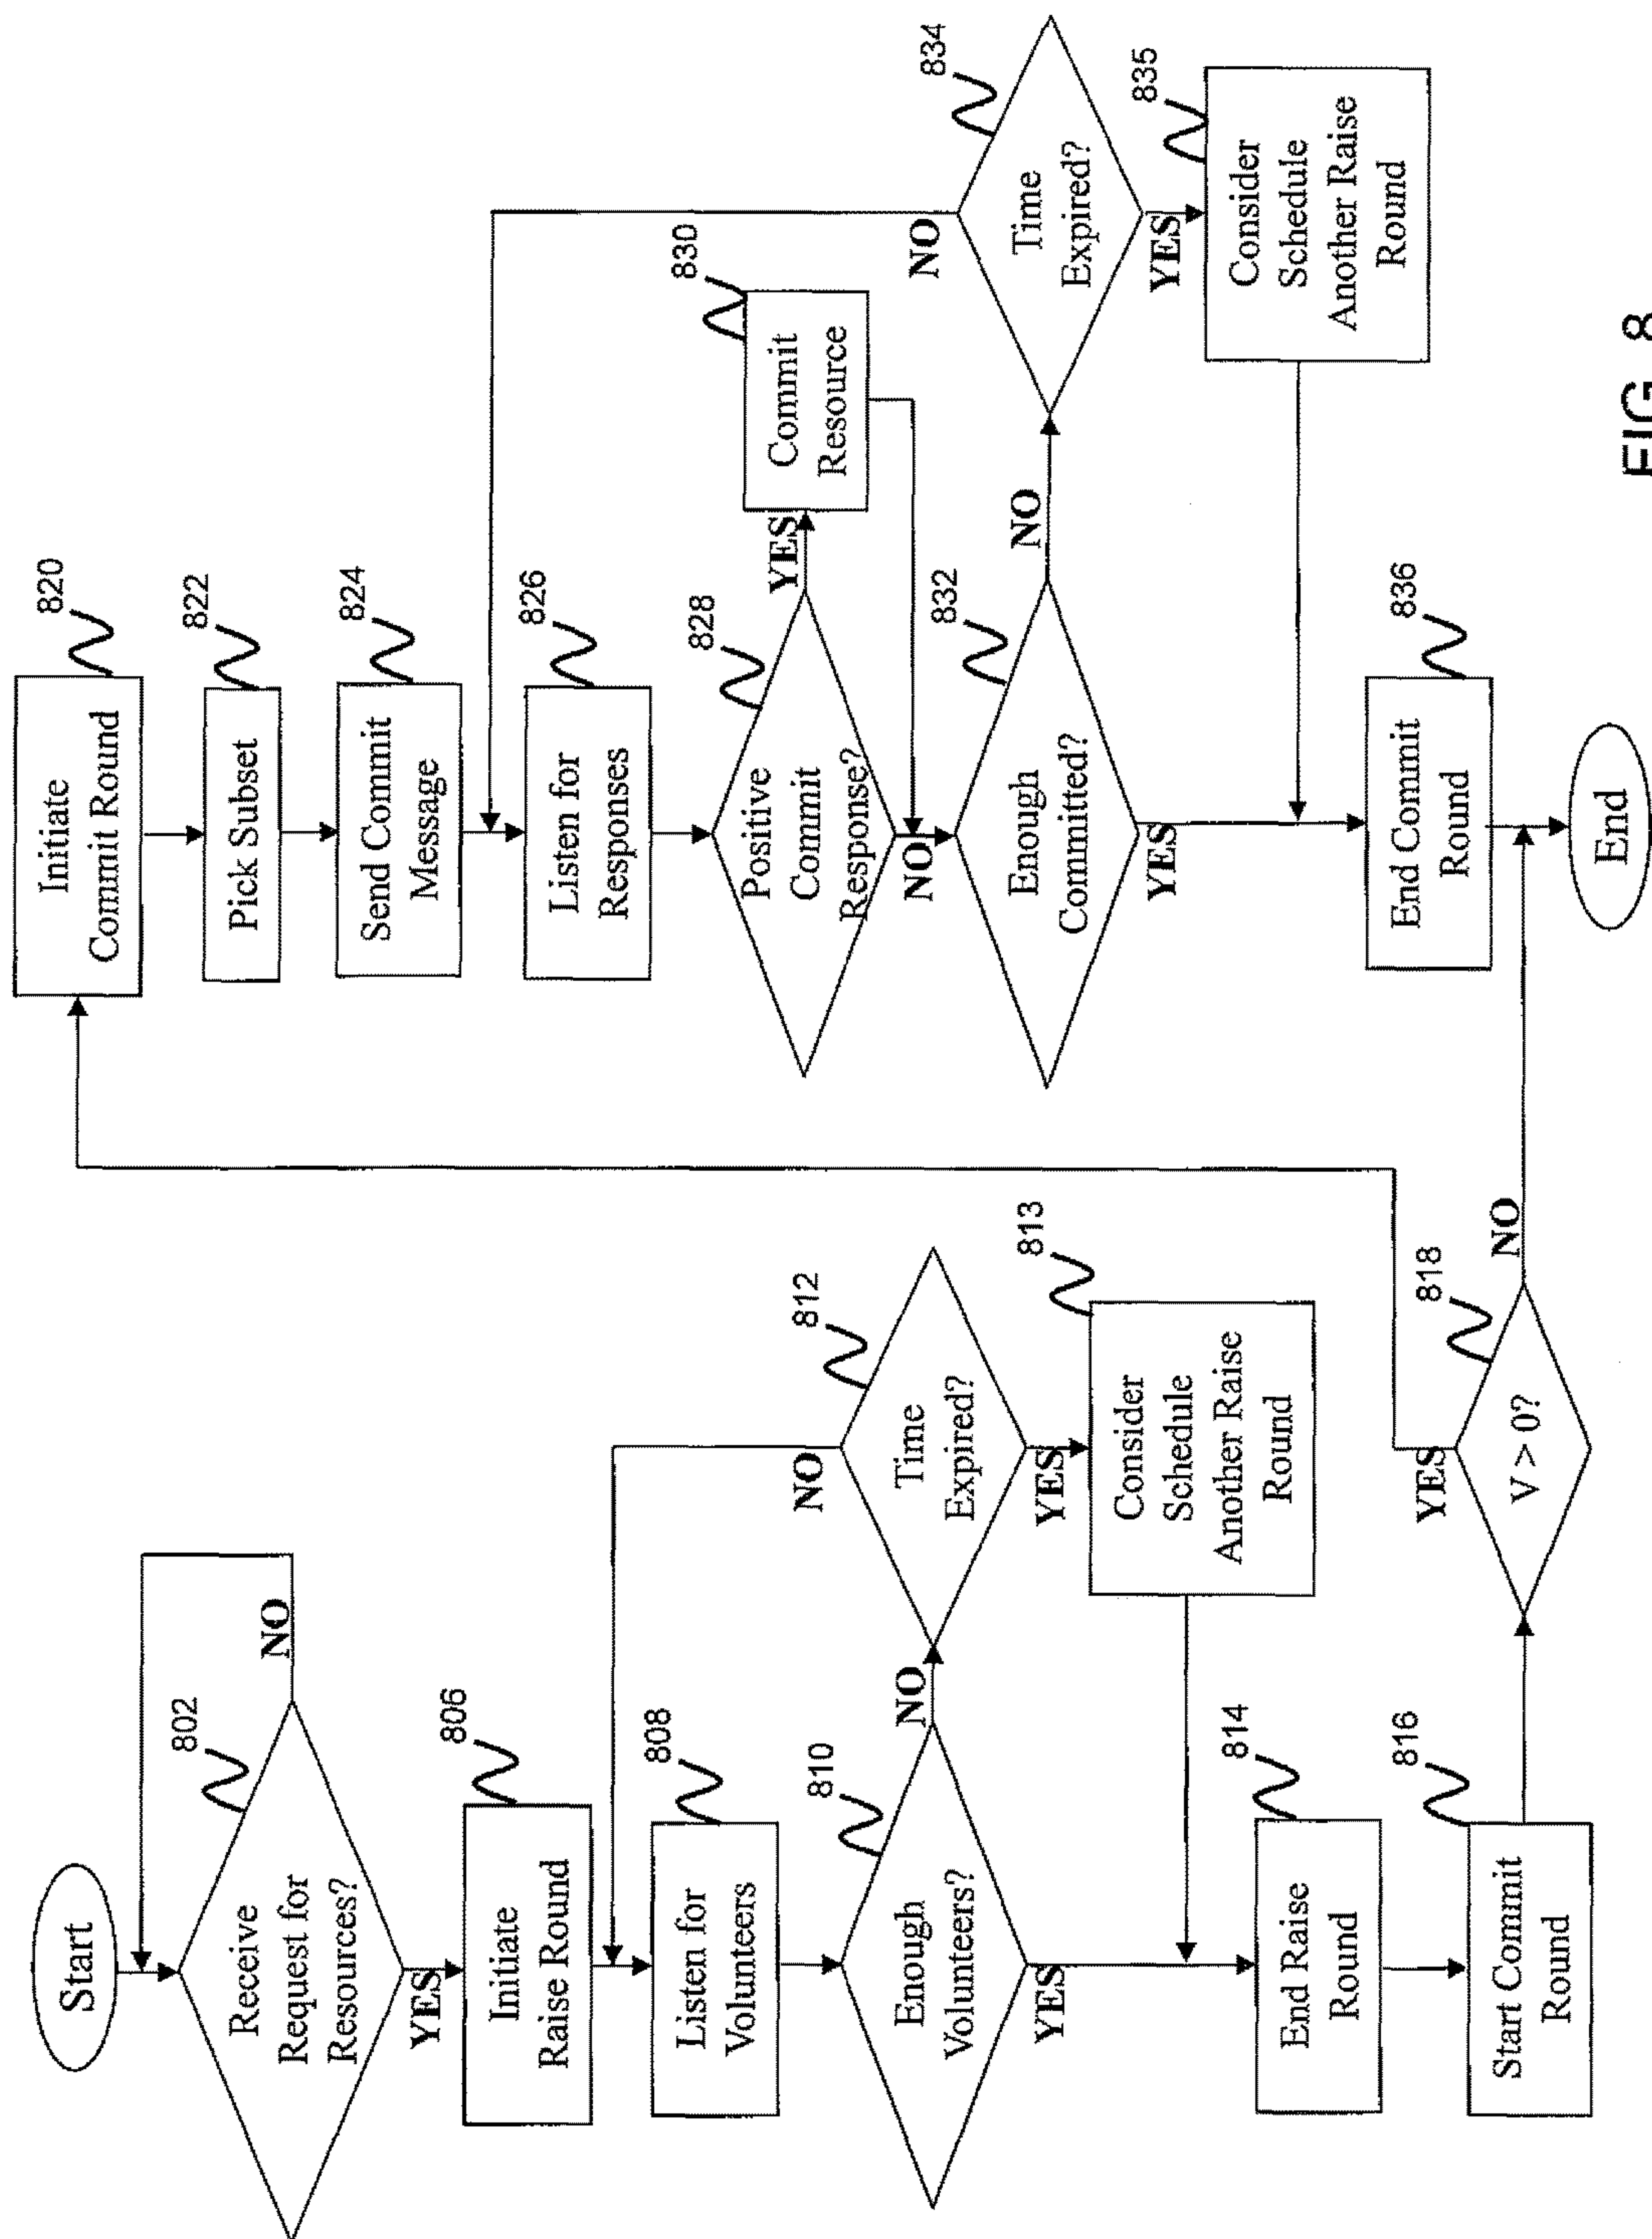 Start
802
Receive
Request for
Resources?
NO
YES
806
Initiate
Raise Round
808
Listen for
Volunteers
810
Enough
Volunteers?
NO
YES
812
Time
Expired?
NO
YES
813
Consider
Schedule
Another Raise
Round
814
End Raise
Round
816
Start Commit
Round
818
V > 0?
YES
NO
820
Initiate
Commit Round
822
Pick Subset
824
Send Commit
Message
826
Listen for
Responses
828
Positive
Commit
Response?
YES
NO
830
Commit
Resource
832
Enough
Committed?
NO
YES
834
Time
Expired?
NO
YES
835
Consider
Schedule
Another Raise
Round
836
End Commit
Round
End
FIG. 8